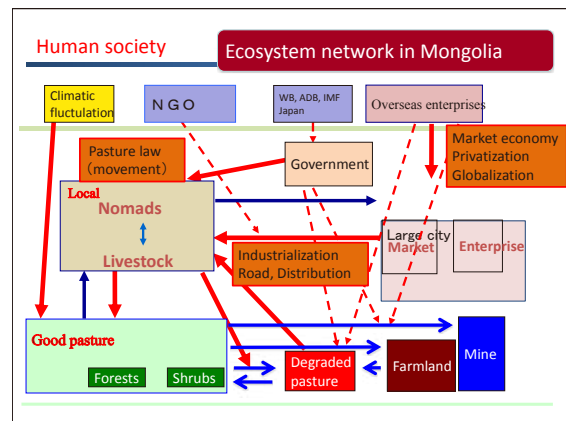 Human society
Ecosystem network in Mongolia
Climatic
fluctulation
N G O
WB, ADB, IMF
Japan
Overseas enterprises
Market economy
Privatization
Globalization
Pasture law
(movement)
Government
Local
Nomads
Livestock
Large city
Market
Enterprise
Industrialization
Road, Distribution
Good pasture
Forests
Shrubs
Degraded
pasture
Farmland
Mine